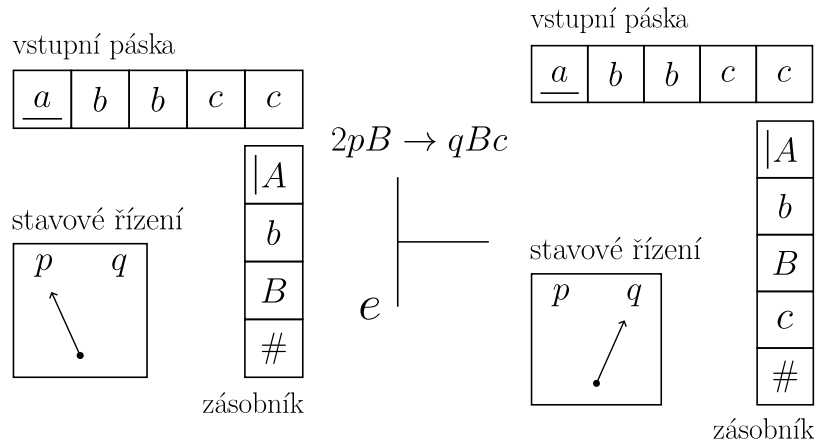 vstupní páska
a b b c c
|A
b
B
#
stavové řízení
p q
zásobník
2pB → qBc
e
vstupní páska
a b b c c
|A
b
B
c
#
stavové řízení
p q
zásobník